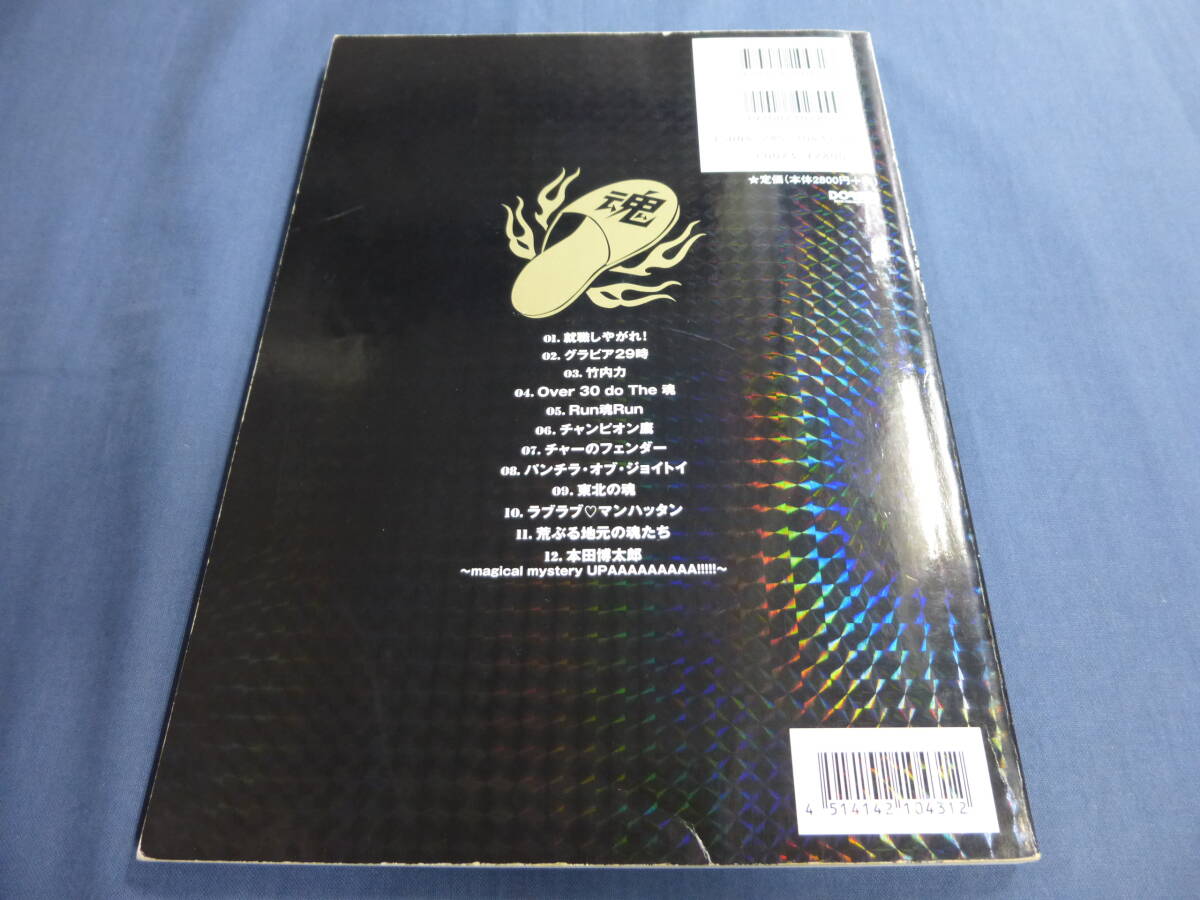 ★定価(本体2800円+
魂
01. 就職しやがれ!
02. グラビア29時
03. 竹内力
04. Over 30 do The 魂
05. Run魂Run
06. チャンピオン鷹
07. チャーのフェンダー
08. パンチラ・オブ・ジョイトイ
09. 東北の魂
10. ラブラブ♡マンハッタン
11. 荒ぶる地元の魂たち
12. 本田博太郎
~magical mystery UPAAAAAAAAA!!!!!~
4 514142 104312